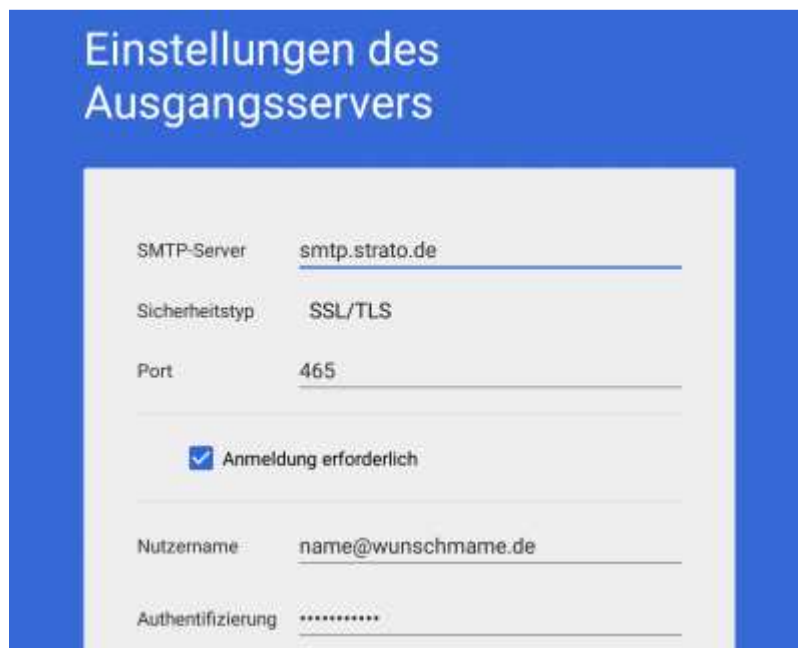 Einstellungen des
Ausgangsservers
SMTP-Server smtp.strato.de
Sicherheitstyp SSL/TLS
Port 465
Anmeldung erforderlich
Nutzername name@wunschmame.de
Authentifizierung •••••••••••